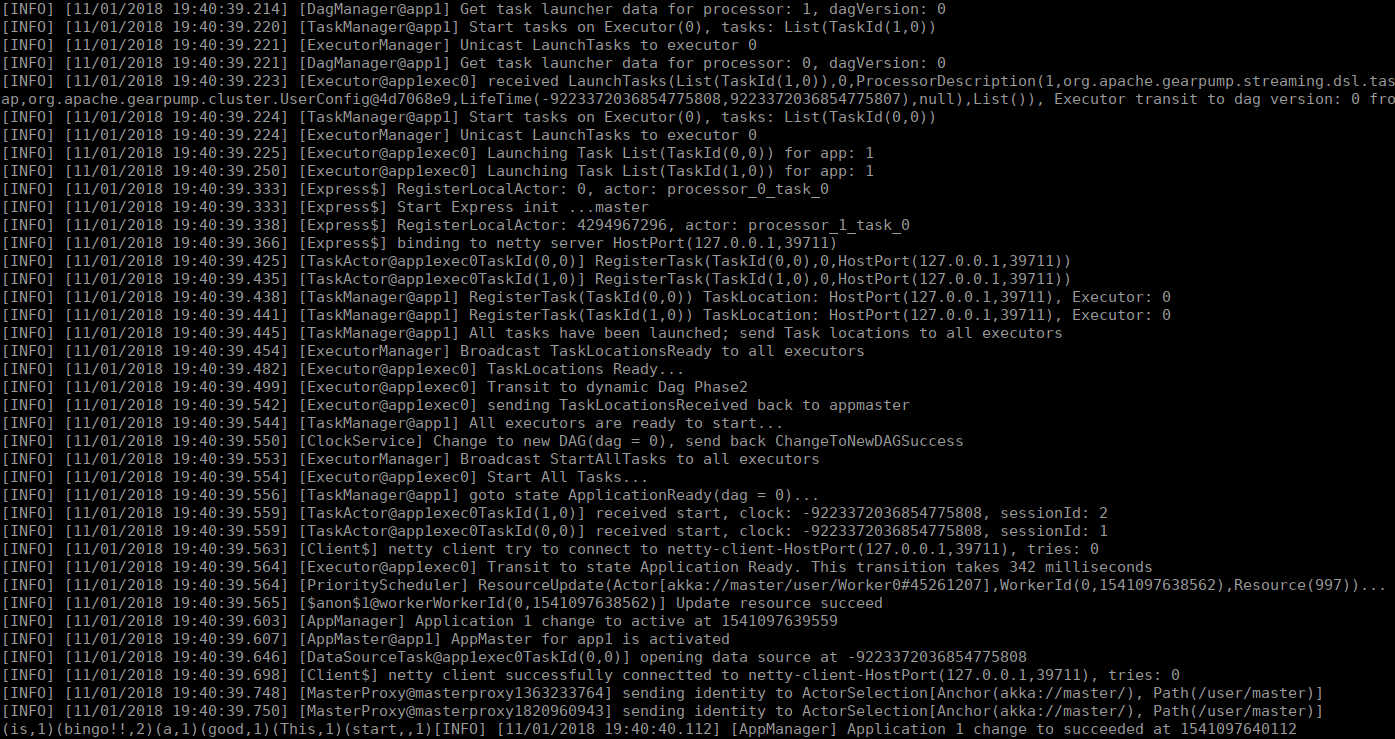 [INFO] [11/01/2018 19:40:39.214] [DagManager@app1] Get task launcher data for processor: 1, dagVersion: 0
[INFO] [11/01/2018 19:40:39.220] [TaskManager@app1] Start tasks on Executor(0), tasks: List(TaskId(1,0))
[INFO] [11/01/2018 19:40:39.221] [ExecutorManager] Unicast LaunchTasks to executor 0
[INFO] [11/01/2018 19:40:39.221] [DagManager@app1] Get task launcher data for processor: 0, dagVersion: 0
[INFO] [11/01/2018 19:40:39.223] [Executor@app1exec0] received LaunchTasks(List(TaskId(1,0)),0,ProcessorDescription(1,org.apache.gearpump.streaming.dsl.tas
ap,org.apache.gearpump.cluster.UserConfig@4d7068e9,LifeTime(-9223372036854775808,9223372036854775807),null),List()), Executor transit to dag version: 0 fro
[INFO] [11/01/2018 19:40:39.224] [TaskManager@app1] Start tasks on Executor(0), tasks: List(TaskId(0,0))
[INFO] [11/01/2018 19:40:39.224] [ExecutorManager] Unicast LaunchTasks to executor 0
[INFO] [11/01/2018 19:40:39.225] [Executor@app1exec0] Launching Task List(TaskId(0,0)) for app: 1
[INFO] [11/01/2018 19:40:39.250] [Executor@app1exec0] Launching Task List(TaskId(1,0)) for app: 1
[INFO] [11/01/2018 19:40:39.333] [Express$] RegisterLocalActor: 0, actor: processor_0_task_0
[INFO] [11/01/2018 19:40:39.333] [Express$] Start Express init ...master
[INFO] [11/01/2018 19:40:39.338] [Express$] RegisterLocalActor: 4294967296, actor: processor_1_task_0
[INFO] [11/01/2018 19:40:39.366] [Express$] binding to netty server HostPort(127.0.0.1,39711)
[INFO] [11/01/2018 19:40:39.425] [TaskActor@app1exec0TaskId(0,0)] RegisterTask(TaskId(0,0),0,HostPort(127.0.0.1,39711))
[INFO] [11/01/2018 19:40:39.435] [TaskActor@app1exec0TaskId(1,0)] RegisterTask(TaskId(1,0),0,HostPort(127.0.0.1,39711))
[INFO] [11/01/2018 19:40:39.438] [TaskManager@app1] RegisterTask(TaskId(0,0)) TaskLocation: HostPort(127.0.0.1,39711), Executor: 0
[INFO] [11/01/2018 19:40:39.441] [TaskManager@app1] RegisterTask(TaskId(1,0)) TaskLocation: HostPort(127.0.0.1,39711), Executor: 0
[INFO] [11/01/2018 19:40:39.445] [TaskManager@app1] All tasks have been launched; send Task locations to all executors
[INFO] [11/01/2018 19:40:39.454] [ExecutorManager] Broadcast TaskLocationsReady to all executors
[INFO] [11/01/2018 19:40:39.482] [Executor@app1exec0] TaskLocations Ready...
[INFO] [11/01/2018 19:40:39.499] [Executor@app1exec0] Transit to dynamic Dag Phase2
[INFO] [11/01/2018 19:40:39.542] [Executor@app1exec0] sending TaskLocationsReceived back to appmaster
[INFO] [11/01/2018 19:40:39.544] [TaskManager@app1] All executors are ready to start...
[INFO] [11/01/2018 19:40:39.550] [ClockService] Change to new DAG(dag = 0), send back ChangeToNewDAGSuccess
[INFO] [11/01/2018 19:40:39.553] [ExecutorManager] Broadcast StartAllTasks to all executors
[INFO] [11/01/2018 19:40:39.554] [Executor@app1exec0] Start All Tasks...
[INFO] [11/01/2018 19:40:39.556] [TaskManager@app1] goto state ApplicationReady(dag = 0)...
[INFO] [11/01/2018 19:40:39.559] [TaskActor@app1exec0TaskId(1,0)] received start, clock: -9223372036854775808, sessionId: 2
[INFO] [11/01/2018 19:40:39.559] [TaskActor@app1exec0TaskId(0,0)] received start, clock: -9223372036854775808, sessionId: 1
[INFO] [11/01/2018 19:40:39.563] [Client$] netty client try to connect to netty-client-HostPort(127.0.0.1,39711), tries: 0
[INFO] [11/01/2018 19:40:39.564] [Executor@app1exec0] Transit to state Application Ready. This transition takes 342 milliseconds
[INFO] [11/01/2018 19:40:39.564] [PriorityScheduler] ResourceUpdate(Actor[akka://master/user/Worker0#45261207],WorkerId(0,1541097638562),Resource(997))...
[INFO] [11/01/2018 19:40:39.565] [$anon$1@workerWorkerId(0,1541097638562)] Update resource succeed
[INFO] [11/01/2018 19:40:39.603] [AppManager] Application 1 change to active at 1541097639559
[INFO] [11/01/2018 19:40:39.607] [AppMaster@app1] AppMaster for app1 is activated
[INFO] [11/01/2018 19:40:39.646] [DataSourceTask@app1exec0TaskId(0,0)] opening data source at -9223372036854775808
[INFO] [11/01/2018 19:40:39.698] [Client$] netty client successfully connectted to netty-client-HostPort(127.0.0.1,39711), tries: 0
[INFO] [11/01/2018 19:40:39.748] [MasterProxy@masterproxy1363233764] sending identity to ActorSelection[Anchor(akka://master/), Path(/user/master)]
[INFO] [11/01/2018 19:40:39.750] [MasterProxy@masterproxy1820960943] sending identity to ActorSelection[Anchor(akka://master/), Path(/user/master)]
(is,1)(bingo!!,2)(a,1)(good,1)(This,1)(start,,1)[INFO] [11/01/2018 19:40:40.112] [AppManager] Application 1 change to succeeded at 1541097640112